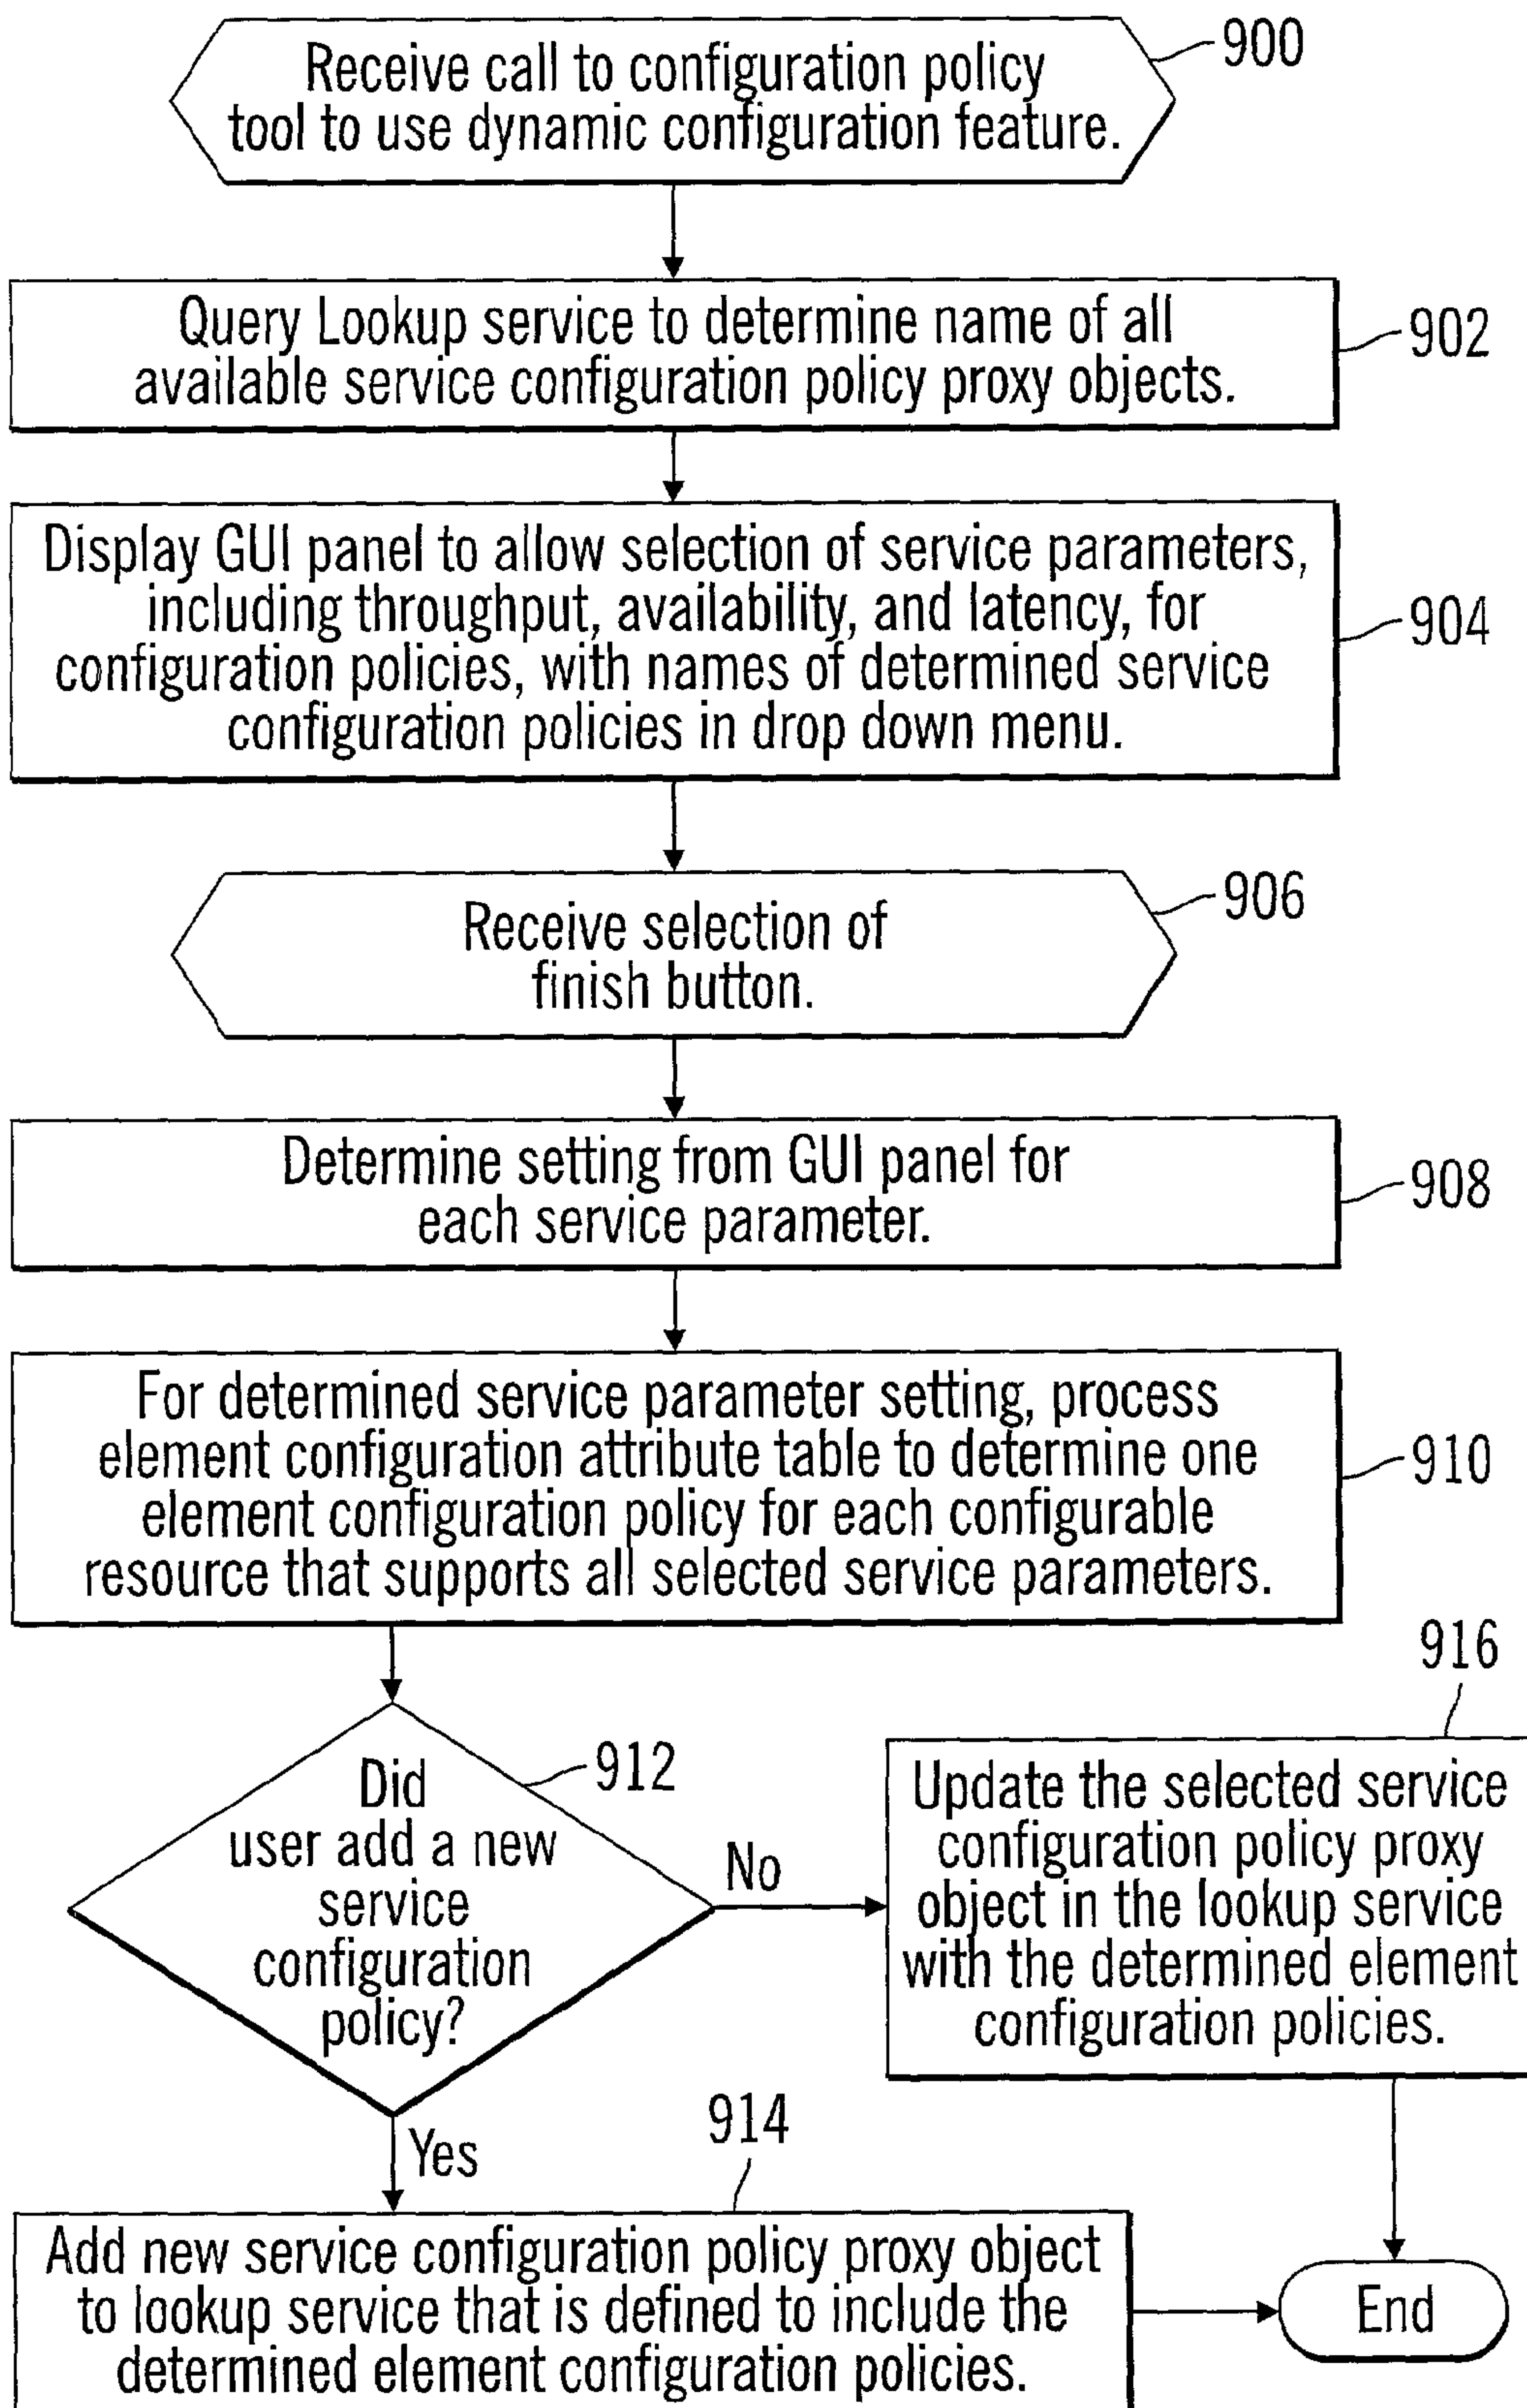 Receive call to configuration policy
tool to use dynamic configuration feature.
900
Query Lookup service to determine name of all
available service configuration policy proxy objects.
902
Display GUI panel to allow selection of service parameters,
including throughput, availability, and latency, for
configuration policies, with names of determined service
configuration policies in drop down menu.
904
Receive selection of
finish button.
906
Determine setting from GUI panel for
each service parameter.
908
For determined service parameter setting, process
element configuration attribute table to determine one
element configuration policy for each configurable
resource that supports all selected service parameters.
910
Did
user add a new
service
configuration
policy?
912
No
916
Update the selected service
configuration policy proxy
object in the lookup service
with the determined element
configuration policies.
Yes
914
Add new service configuration policy proxy object
to lookup service that is defined to include the
determined element configuration policies.
End